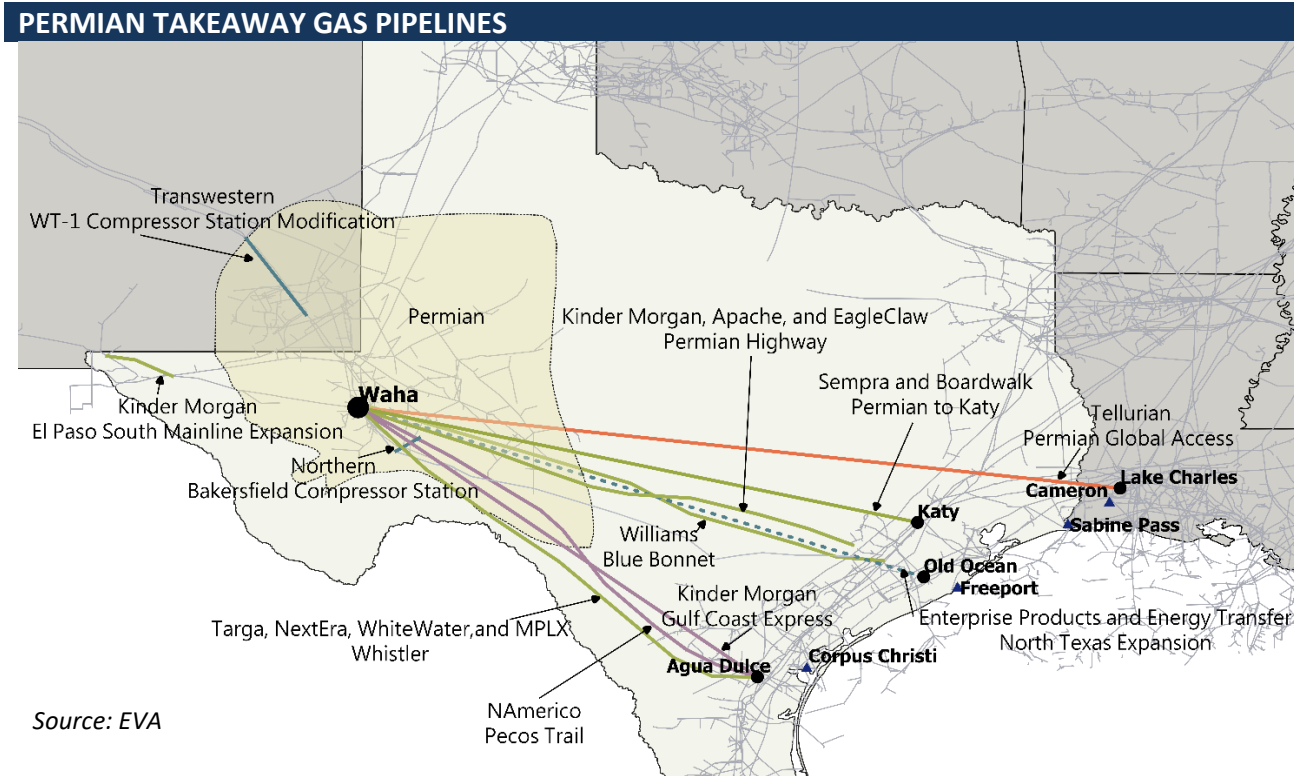 PERMIAN TAKEAWAY GAS PIPELINES
Transwestern
WT-1 Compressor Station Modification
Permian
Kinder Morgan, Apache, and EagleClaw
Permian Highway
Sempra and Boardwalk
Permian to Katy
Tellurian
Permian Global Access
Waha
Kinder Morgan
El Paso South Mainline Expansion
Northern
Bakersfield Compressor Station
Lake Charles
Cameron
Sabine Pass
Katy
Williams
Blue Bonnet
Old Ocean
Freeport
Kinder Morgan
Gulf Coast Express
Enterprise Products and Energy Transfer
North Texas Expansion
Targa, NextEra, WhiteWater,and MPLX
Whistler
Agua Dulce
Corpus Christi
NAmerico
Pecos Trail
Source: EVA